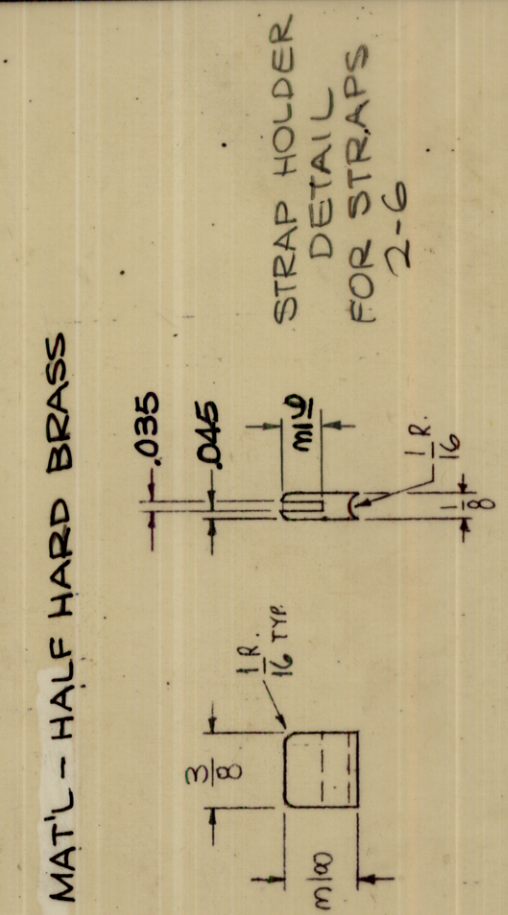 MAT'L - HALF HARD BRASS
.035
.045
3/8
1/16 R. TYP.
3/8
3/16
1/16 R.
1/8
STRAP HOLDER
DETAIL
FOR STRAPS
2-6